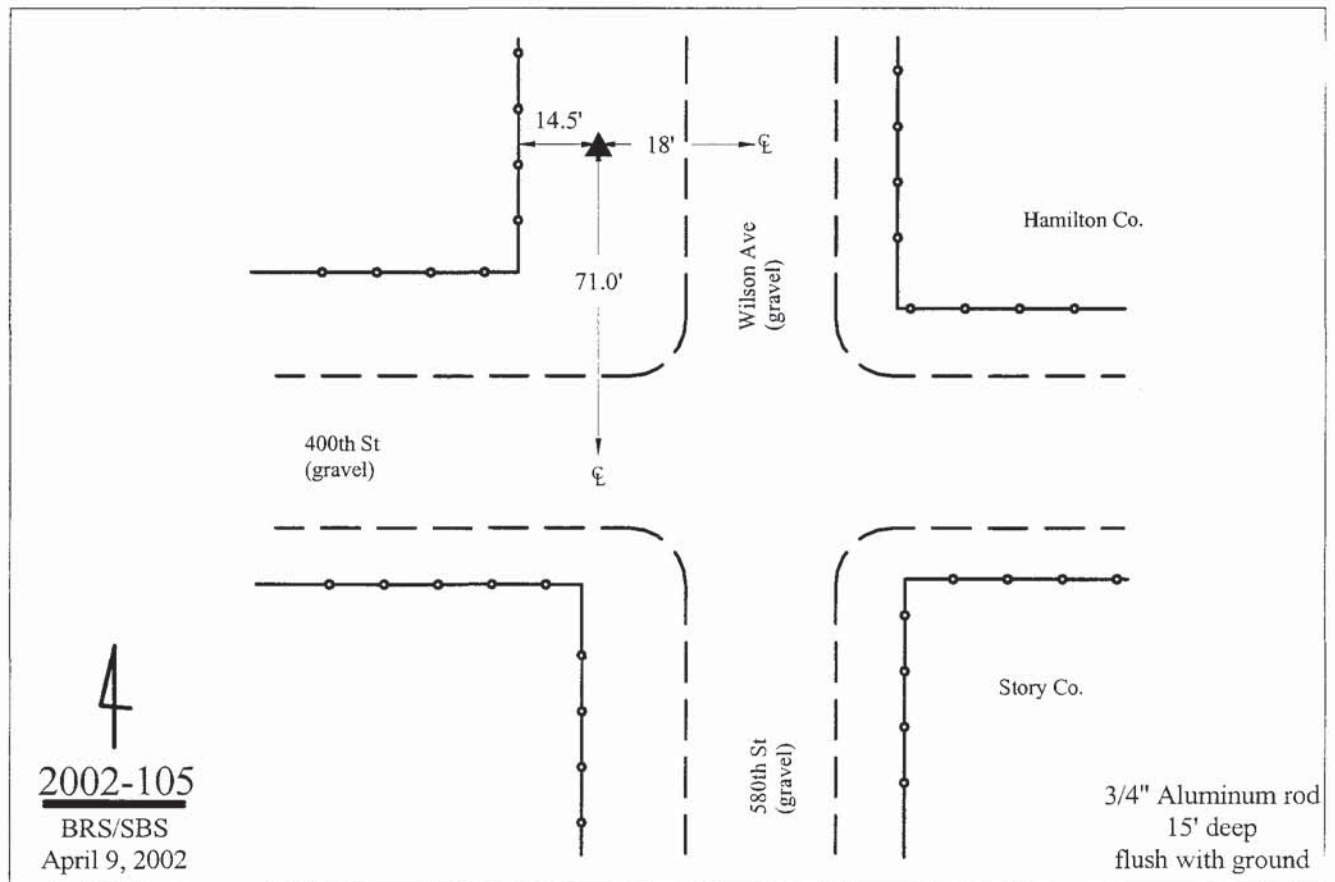 14.5'
18'
℄
Hamilton Co.
Wilson Ave
(gravel)
71.0'
400th St
(gravel)
℄
Story Co.
580th St
(gravel)
2002-105
BRS/SBS
April 9, 2002
3/4" Aluminum rod
15' deep
flush with ground